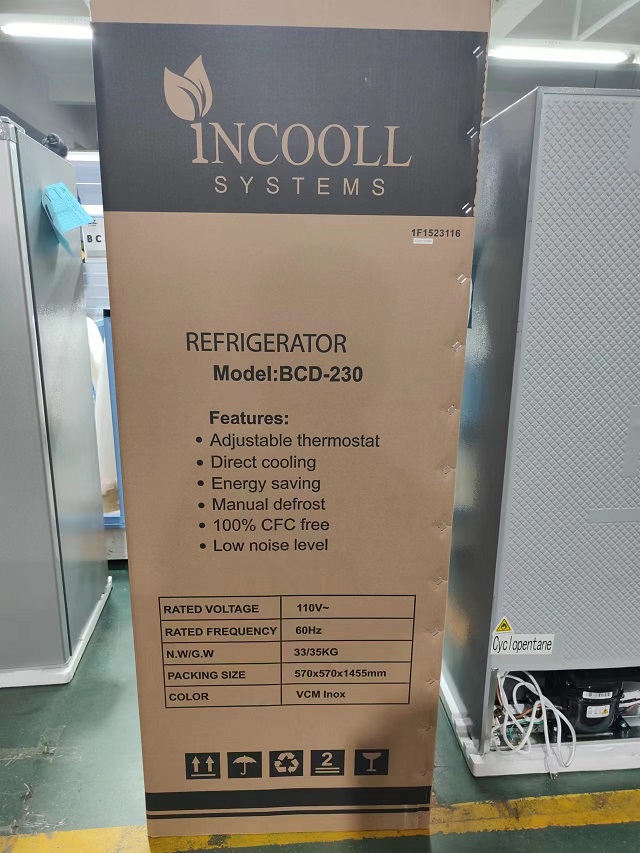 INCOOLL
SYSTEMS
1F1523116
BC
REFRIGERATOR
Model:BCD-230
Features:
• Adjustable thermostat
• Direct cooling
• Energy saving
• Manual defrost
• 100% CFC free
• Low noise level
RATED VOLTAGE 110V~
RATED FREQUENCY 60Hz
N.W/G.W 33/35KG
PACKING SIZE 570x570x1455mm
COLOR VCM Inox
2
Cyclopentane